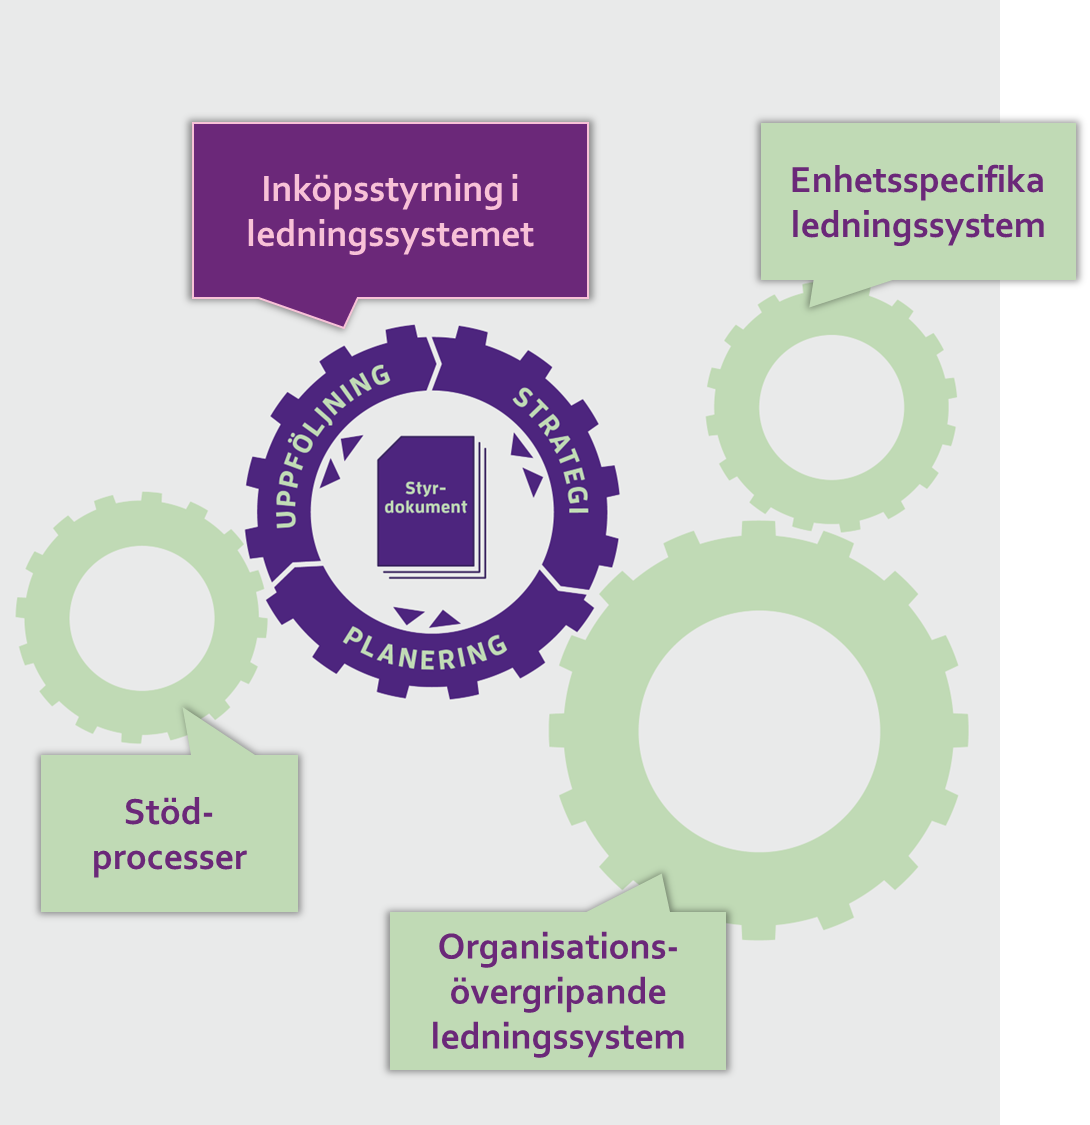 Inköpsstyrning i
ledningssystemet
Enhetsspecifika
ledningssystem
UPPFÖLJNING
STRATEGI
Styr-
dokument
PLANERING
Stöd-
processer
Organisations-
övergripande
ledningssystem